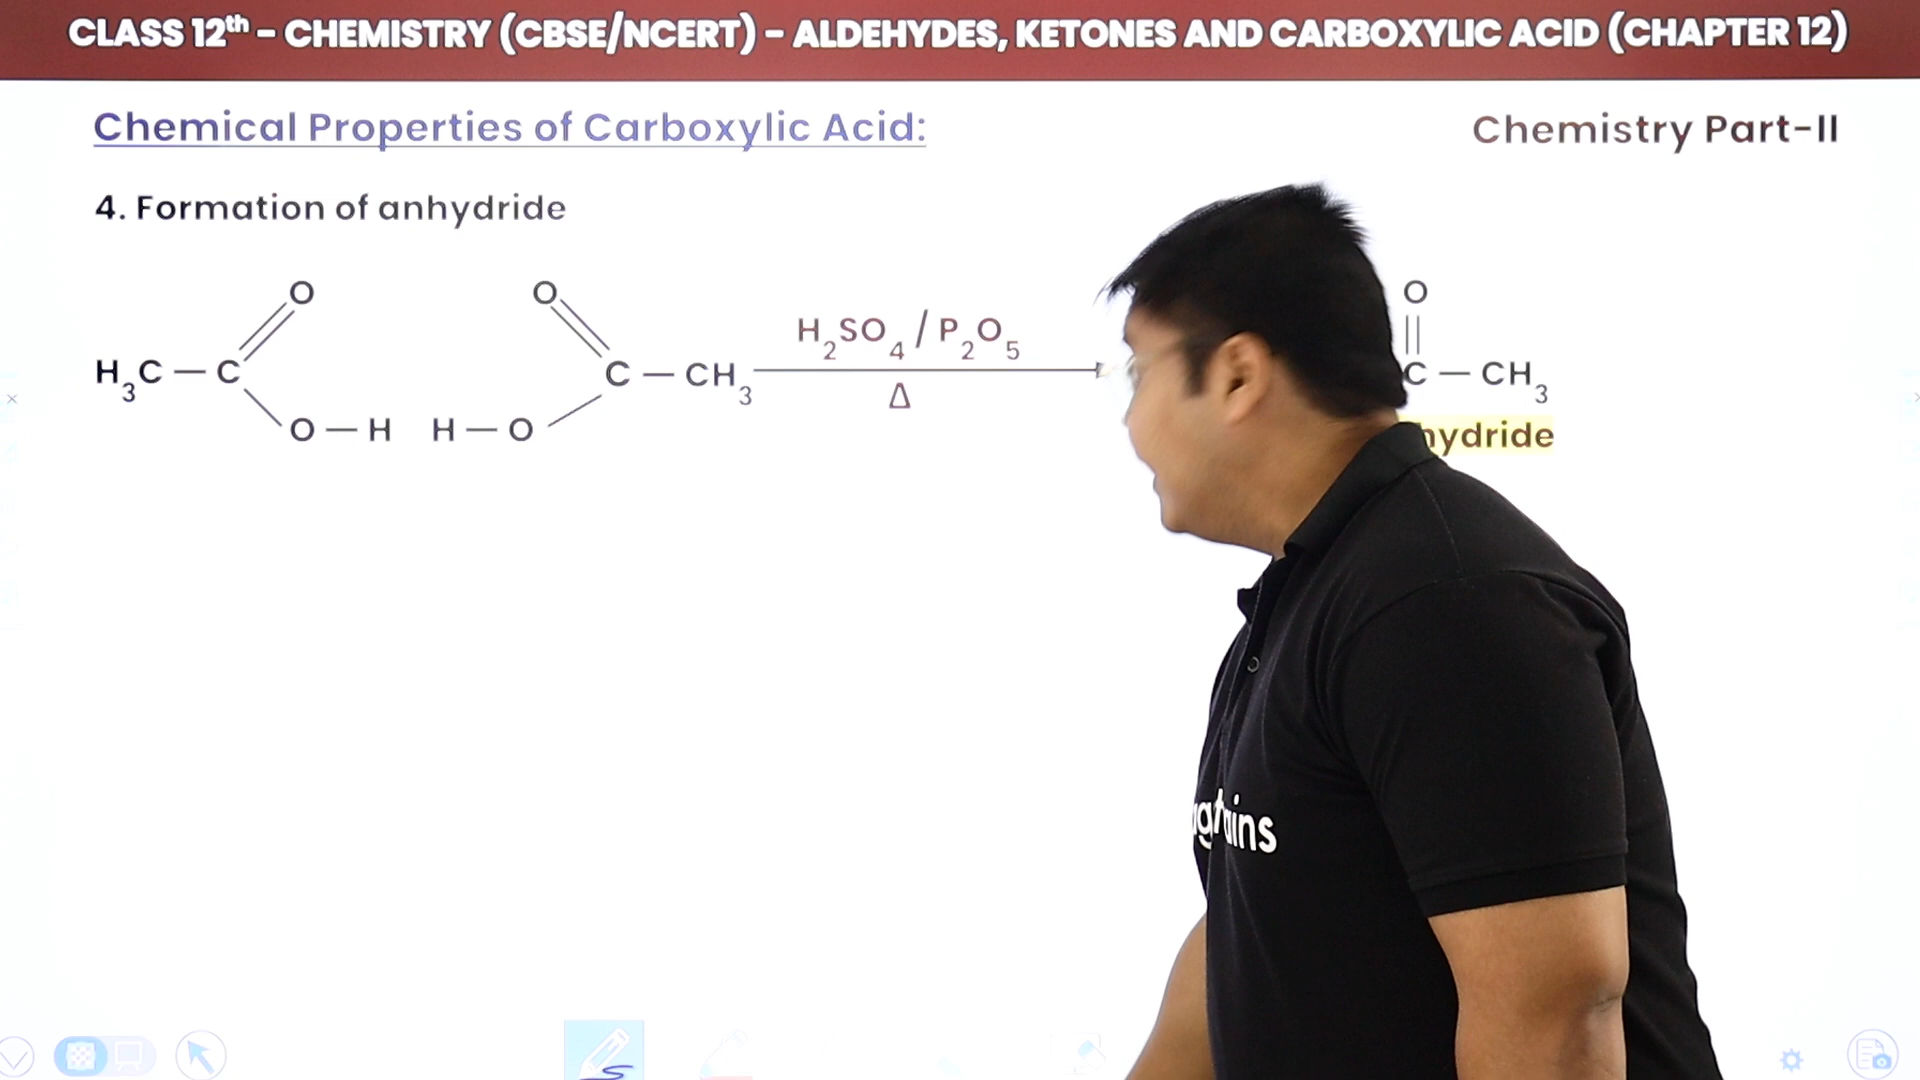 CLASS 12th - CHEMISTRY (CBSE/NCERT) - ALDEHYDES, KETONES AND CARBOXYLIC ACID (CHAPTER 12)
Chemical Properties of Carboxylic Acid:
Chemistry Part-II
4. Formation of anhydride
O O O
H2SO4 / P2O5
H3C — C C — CH3 C — CH3
Δ
O — H H — O
hydride